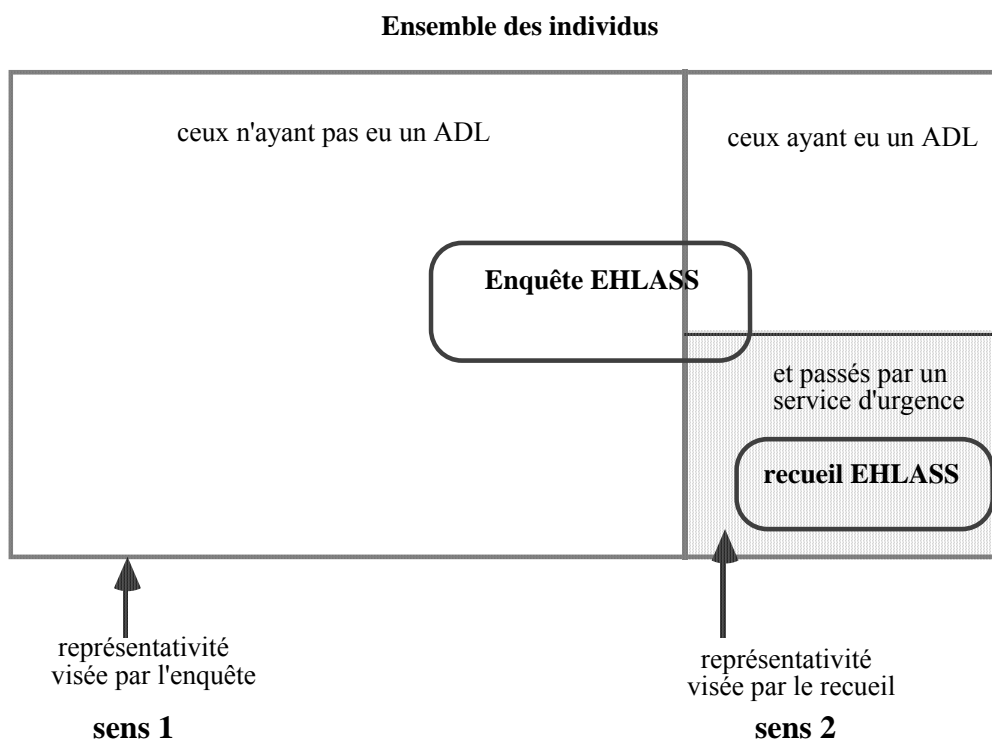 Ensemble des individus
ceux n'ayant pas eu un ADL
ceux ayant eu un ADL
Enquête EHLASS
et passés par un
service d'urgence
recueil EHLASS
représentativité
visée par l'enquête
sens 1
représentativité
visée par le recueil
sens 2